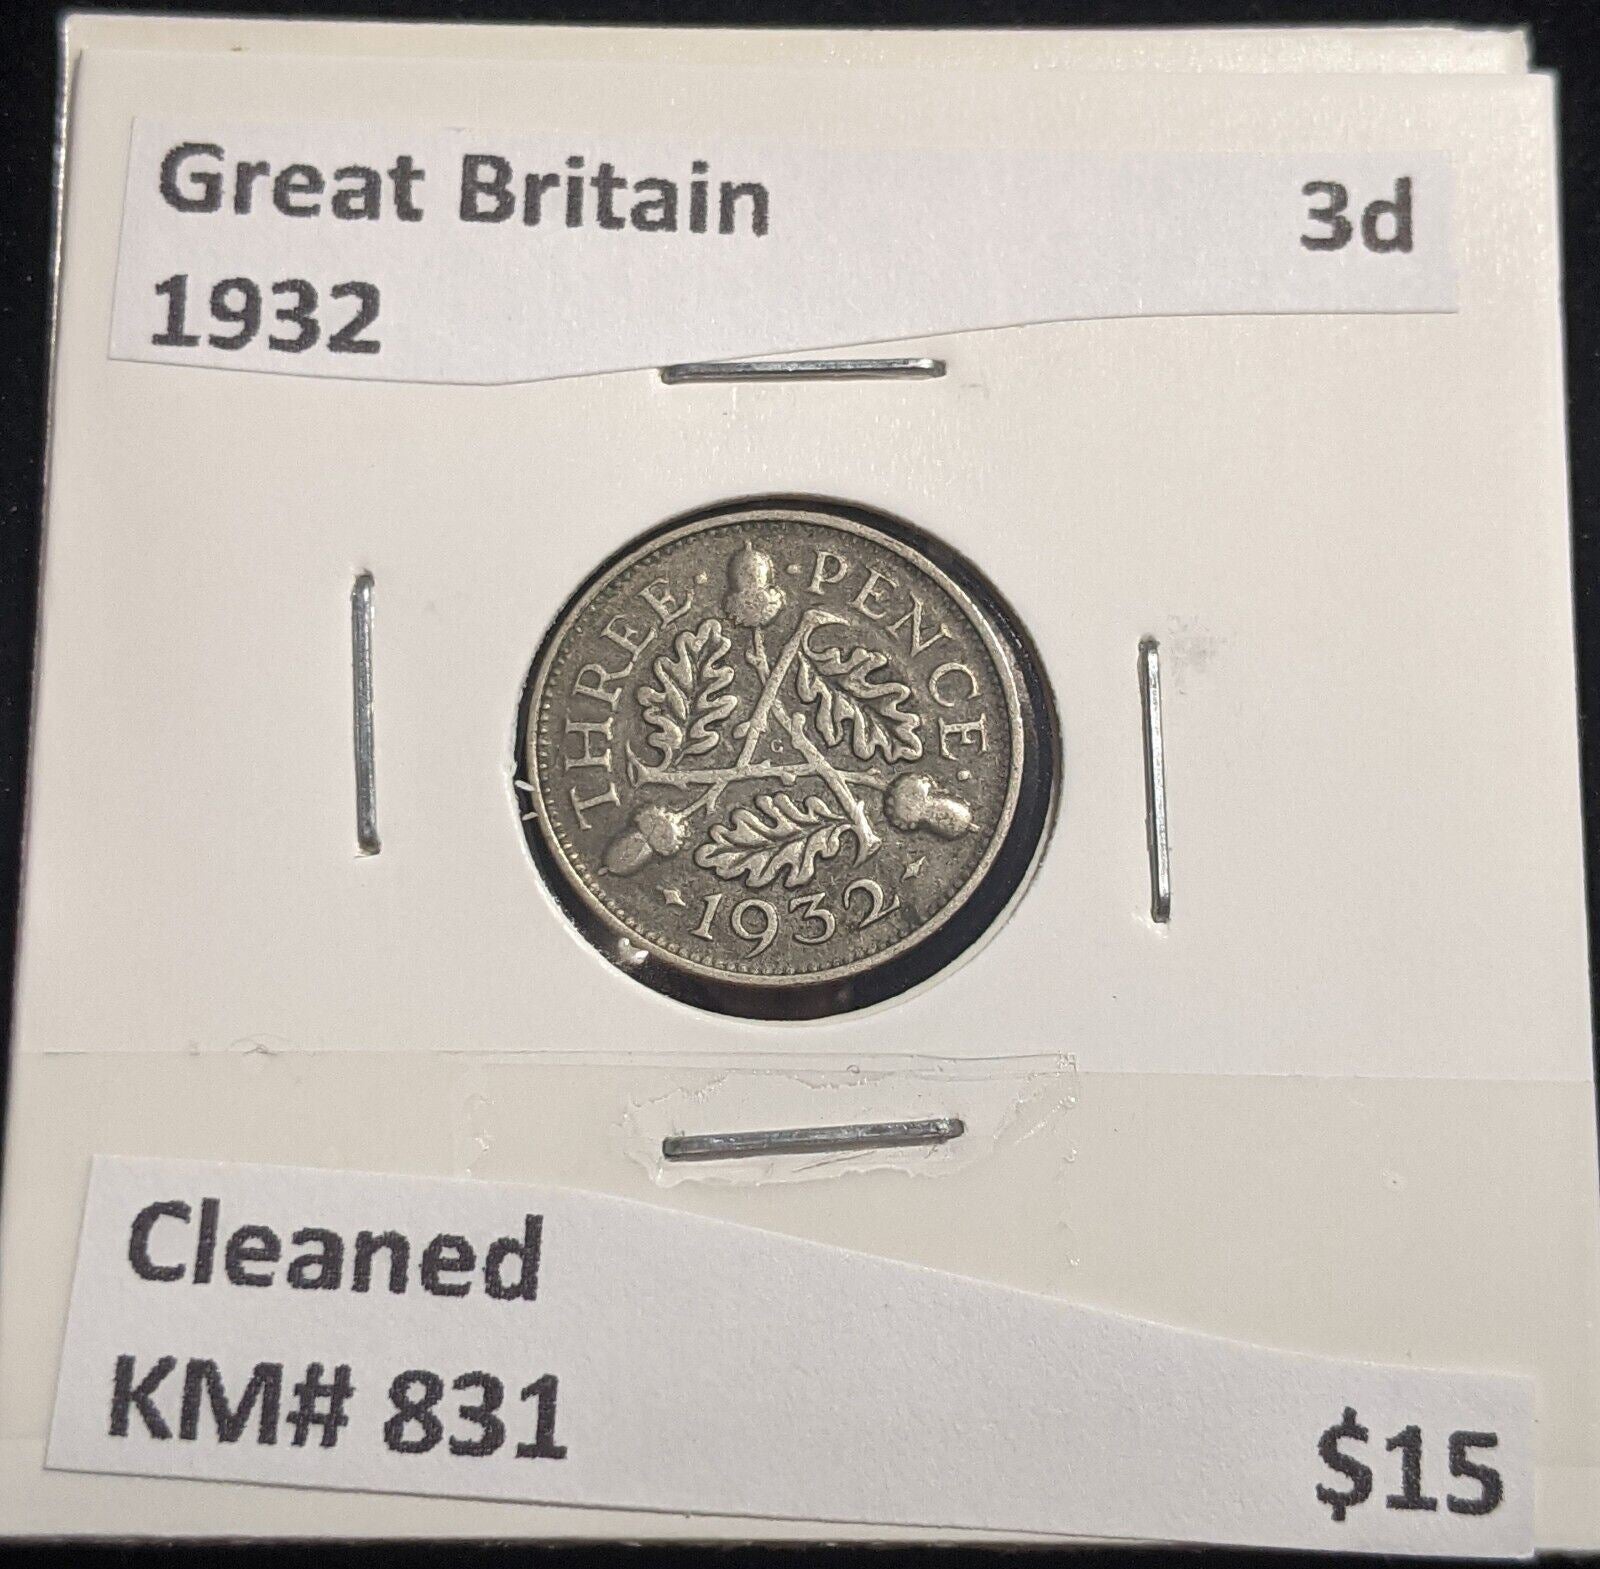 Great Britain 3d
1932
THREE · PENCE ·
G
1932
Cleaned
KM# 831
$15